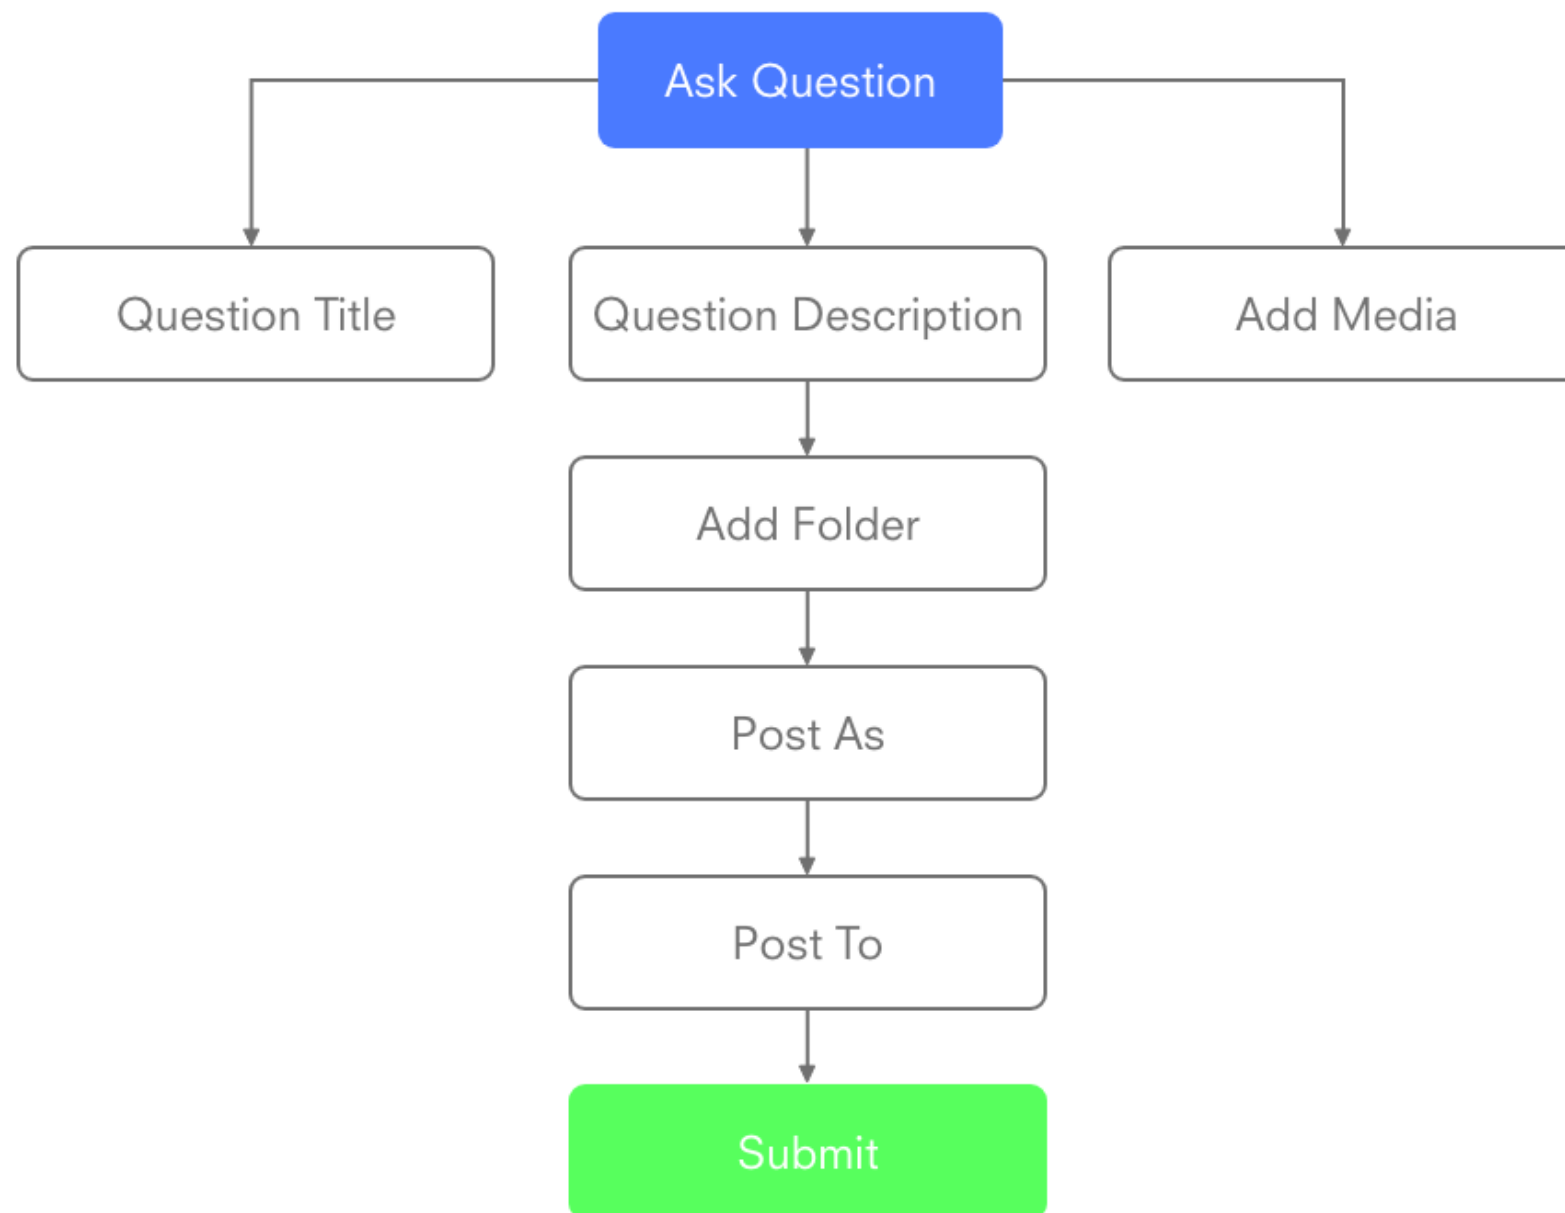 Ask Question
Question Title
Question Description
Add Media
Add Folder
Post As
Post To
Submit